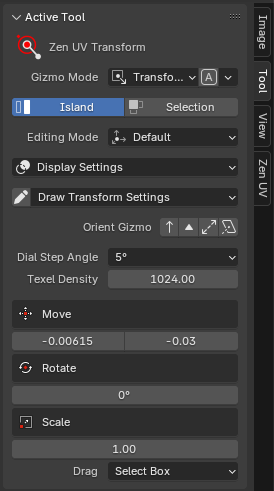 Active Tool
Zen UV Transform
Gizmo Mode Transfo... A
Island Selection
Editing Mode Default
Display Settings
Draw Transform Settings
Orient Gizmo
Dial Step Angle 5°
Texel Density 1024.00
Move
-0.00615 -0.03
Rotate
0°
Scale
1.00
Drag Select Box
Image
Tool
View
Zen UV